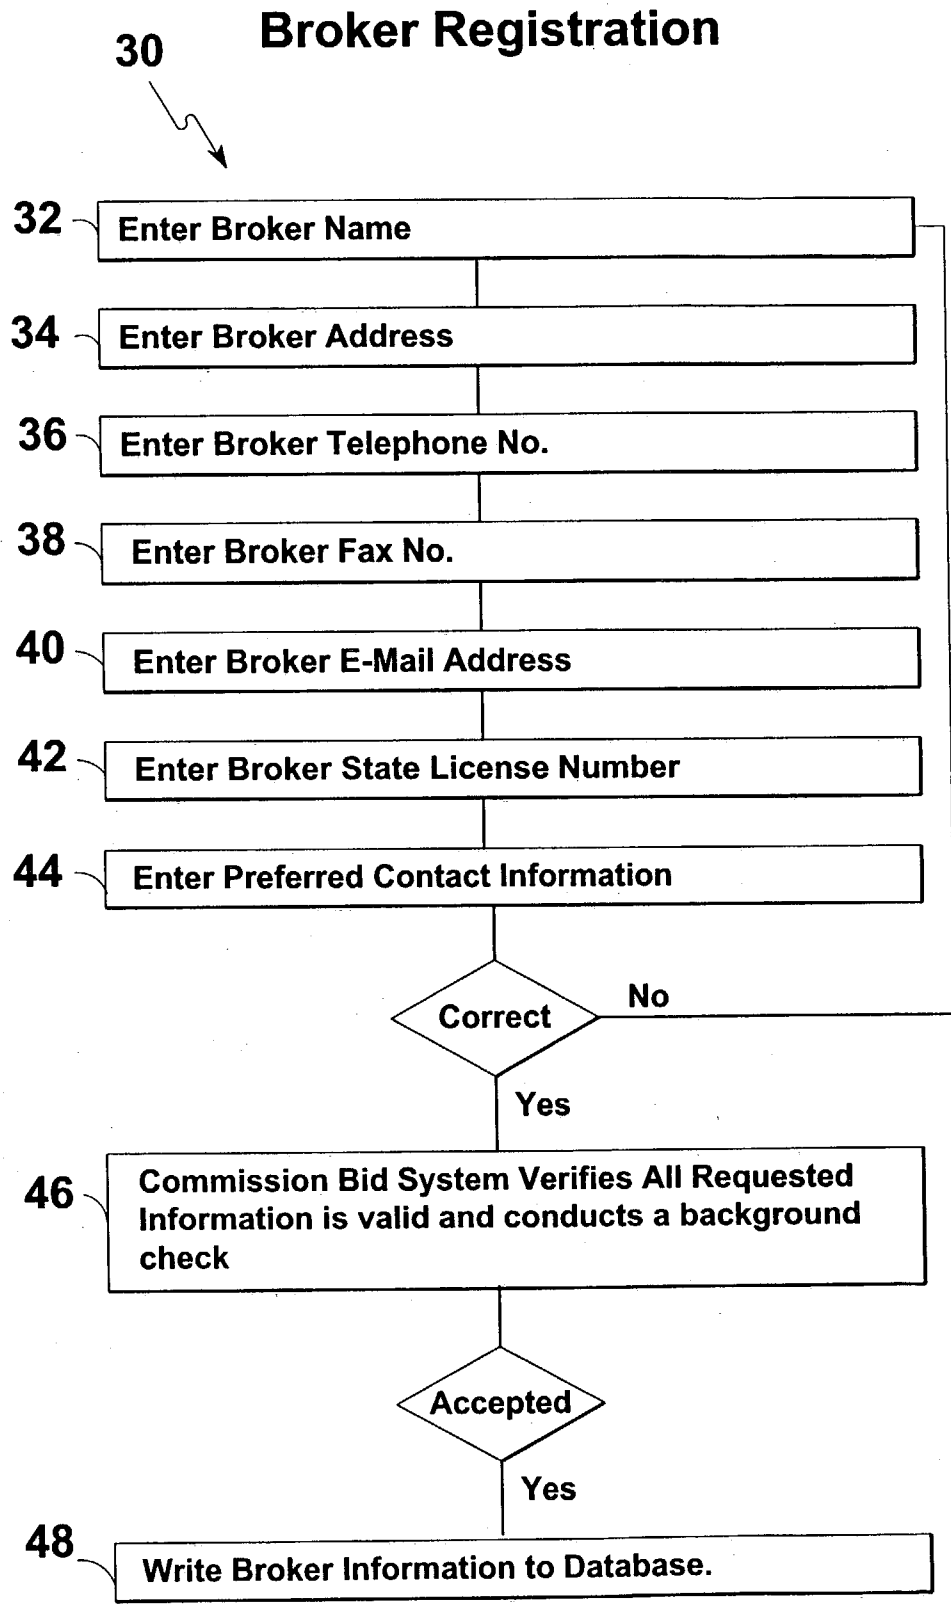 Broker Registration
30
32
Enter Broker Name
34
Enter Broker Address
36
Enter Broker Telephone No.
38
Enter Broker Fax No.
40
Enter Broker E-Mail Address
42
Enter Broker State License Number
44
Enter Preferred Contact Information
Correct
No
Yes
46
Commission Bid System Verifies All Requested
Information is valid and conducts a background
check
Accepted
Yes
48
Write Broker Information to Database.